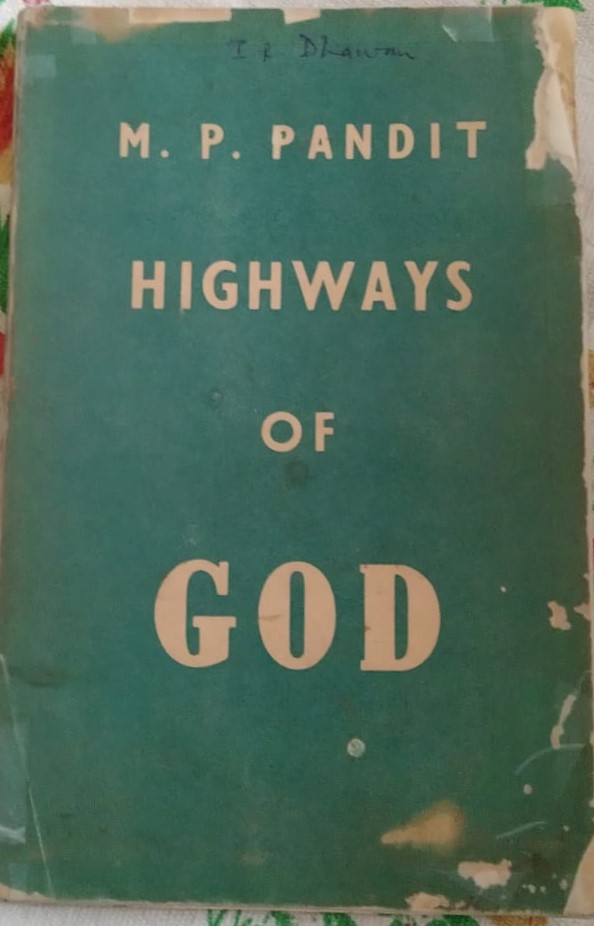 I R Dhawan
M. P. PANDIT
HIGHWAYS
OF
GOD